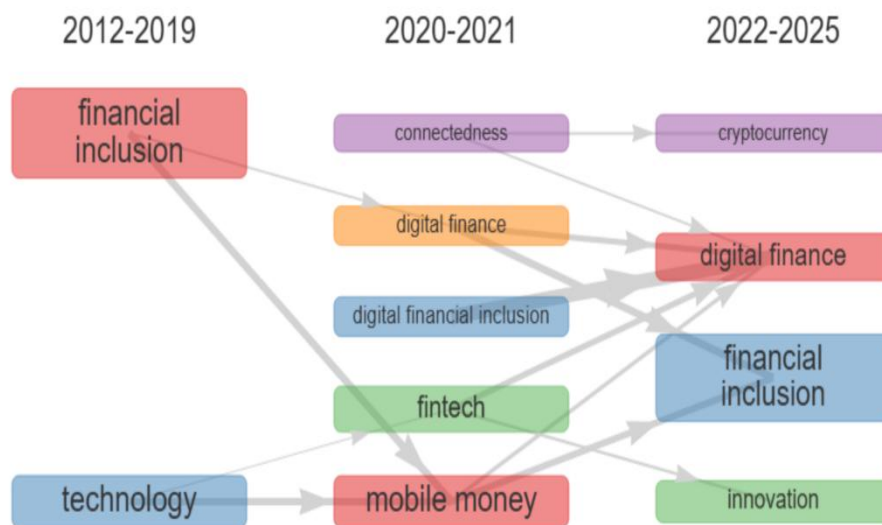 2012-2019
2020-2021
2022-2025
financial
inclusion
technology
connectedness
digital finance
digital financial inclusion
fintech
mobile money
cryptocurrency
digital finance
financial
inclusion
innovation